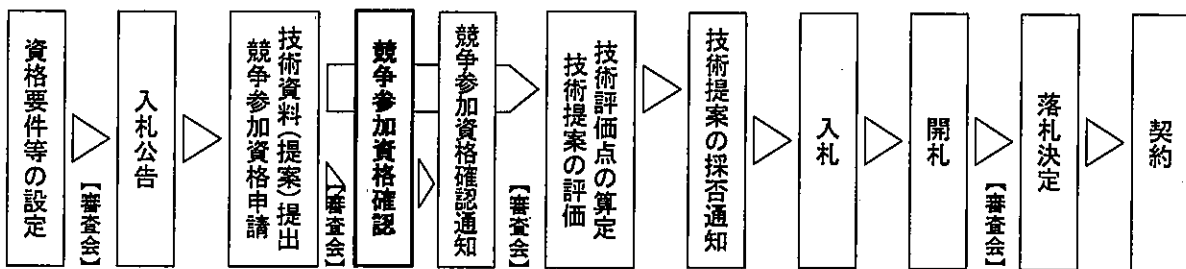 資格要件等の設定
【審査会】
入札公告
技術資料(提案)提出
競争参加資格申請
【審査会】
競争参加資格確認
競争参加資格確認通知
【審査会】
技術評価点の算定
技術提案の評価
技術提案の採否通知
入札
開札
【審査会】
落札決定
契約